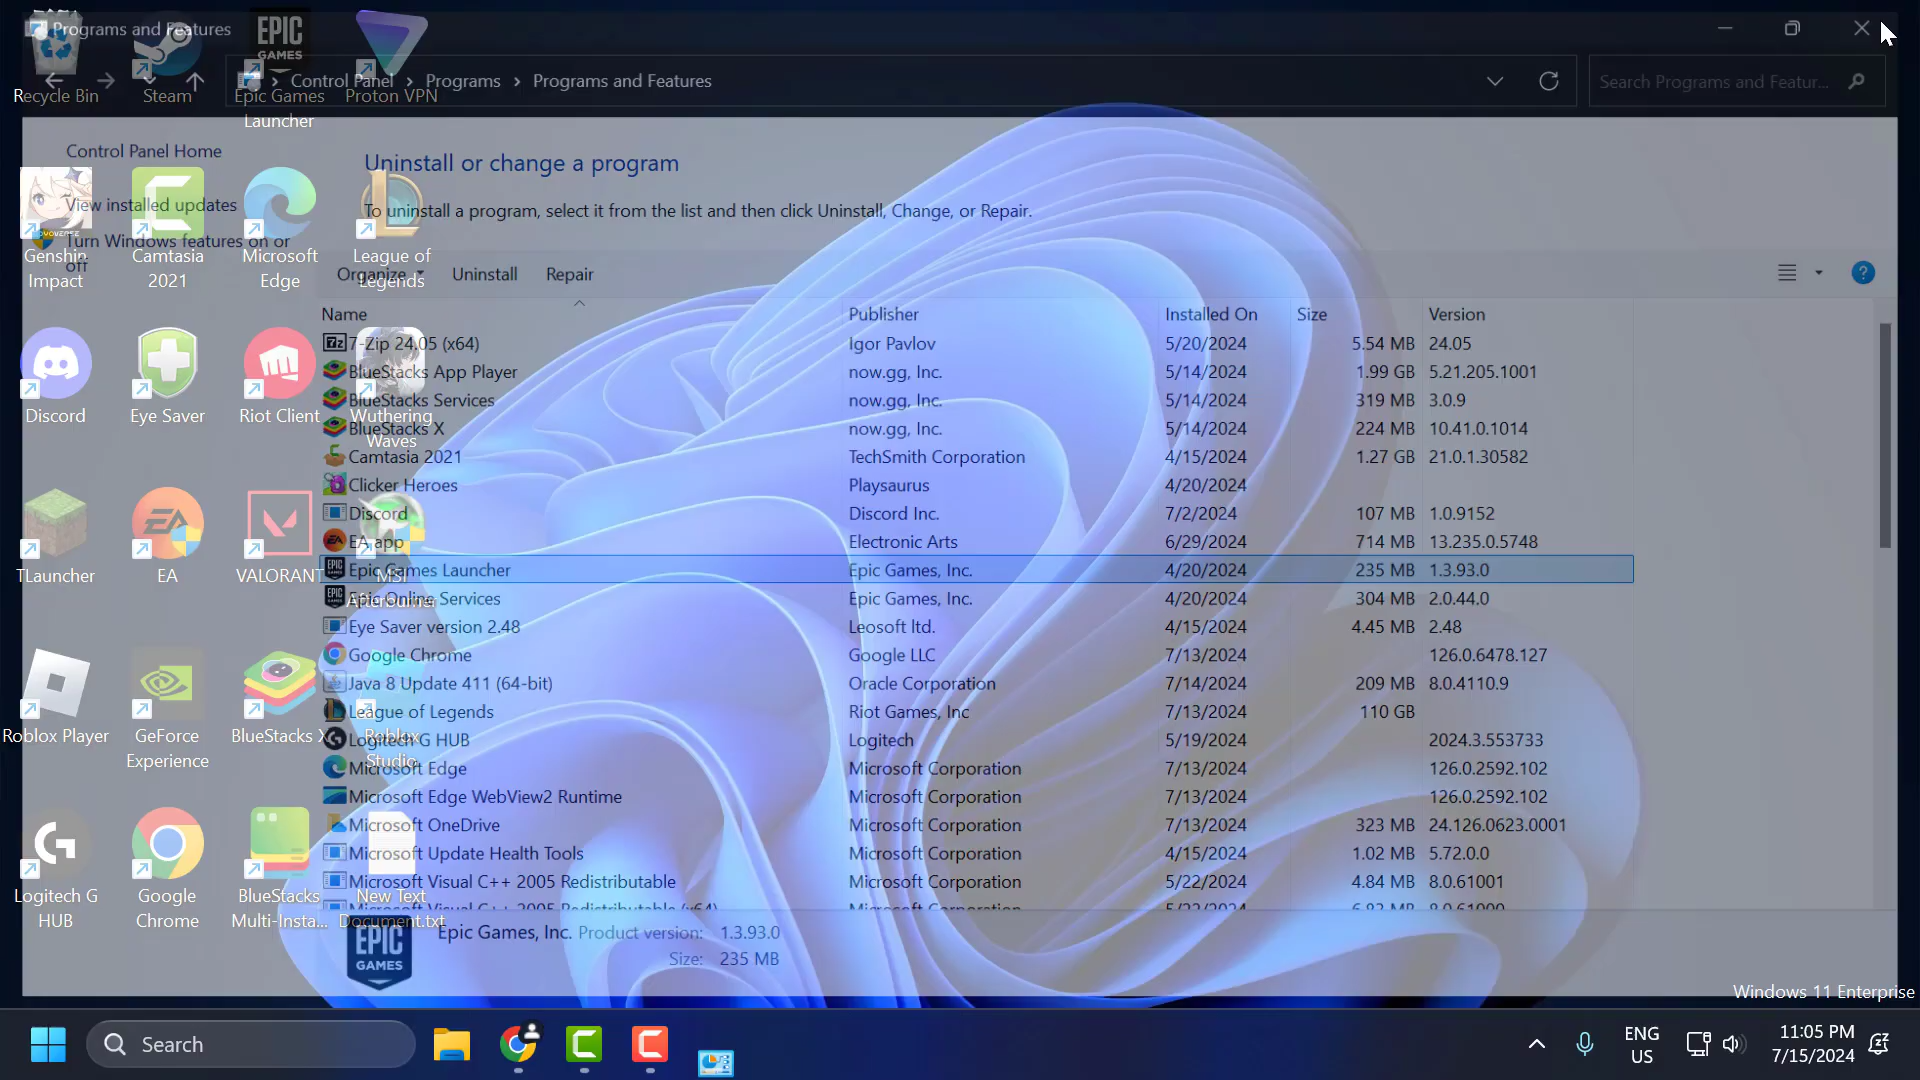 Programs and Features
Control Panel > Programs > Programs and Features
Search Programs and Featur...
Recycle Bin
Steam
Epic Games
Launcher
Proton VPN
EPIC
GAMES
Control Panel Home
View installed updates
Turn Windows features on or
off
Uninstall or change a program
To uninstall a program, select it from the list and then click Uninstall, Change, or Repair.
Organize
Uninstall
Repair
Genshin
Impact
Camtasia
2021
Microsoft
Edge
League of
Legends
Discord
Eye Saver
Riot Client
Wuthering
Waves
TLauncher
EA
VALORANT
MSI
Afterburner
Roblox Player
GeForce
Experience
BlueStacks X
Roblox
Studio
Logitech G
HUB
Google
Chrome
BlueStacks
Multi-Insta...
New Text
Document.txt
Name Publisher Installed On Size Version
7-Zip 24.05 (x64) Igor Pavlov 5/20/2024 5.54 MB 24.05
BlueStacks App Player now.gg, Inc. 5/14/2024 1.99 GB 5.21.205.1001
BlueStacks Services now.gg, Inc. 5/14/2024 319 MB 3.0.9
BlueStacks X now.gg, Inc. 5/14/2024 224 MB 10.41.0.1014
Camtasia 2021 TechSmith Corporation 4/15/2024 1.27 GB 21.0.1.30582
Clicker Heroes Playsaurus 4/20/2024
Discord Discord Inc. 7/2/2024 107 MB 1.0.9152
EA app Electronic Arts 6/29/2024 714 MB 13.235.0.5748
Epic Games Launcher Epic Games, Inc. 4/20/2024 235 MB 1.3.93.0
Epic Online Services Epic Games, Inc. 4/20/2024 304 MB 2.0.44.0
Eye Saver version 2.48 Leosoft ltd. 4/15/2024 4.45 MB 2.48
Google Chrome Google LLC 7/13/2024 126.0.6478.127
Java 8 Update 411 (64-bit) Oracle Corporation 7/14/2024 209 MB 8.0.4110.9
League of Legends Riot Games, Inc 7/13/2024 110 GB
Logitech G HUB Logitech 5/19/2024 2024.3.553733
Microsoft Edge Microsoft Corporation 7/13/2024 126.0.2592.102
Microsoft Edge WebView2 Runtime Microsoft Corporation 7/13/2024 126.0.2592.102
Microsoft OneDrive Microsoft Corporation 7/13/2024 323 MB 24.126.0623.0001
Microsoft Update Health Tools Microsoft Corporation 4/15/2024 1.02 MB 5.72.0.0
Microsoft Visual C++ 2005 Redistributable Microsoft Corporation 5/22/2024 4.84 MB 8.0.61001
Microsoft Visual C++ 2005 Redistributable (x64) Microsoft Corporation 5/22/2024 6.83 MB 8.0.61000
EPIC
GAMES
Epic Games, Inc. Product version: 1.3.93.0
Size: 235 MB
Windows 11 Enterprise
Search
ENG
US
11:05 PM
7/15/2024